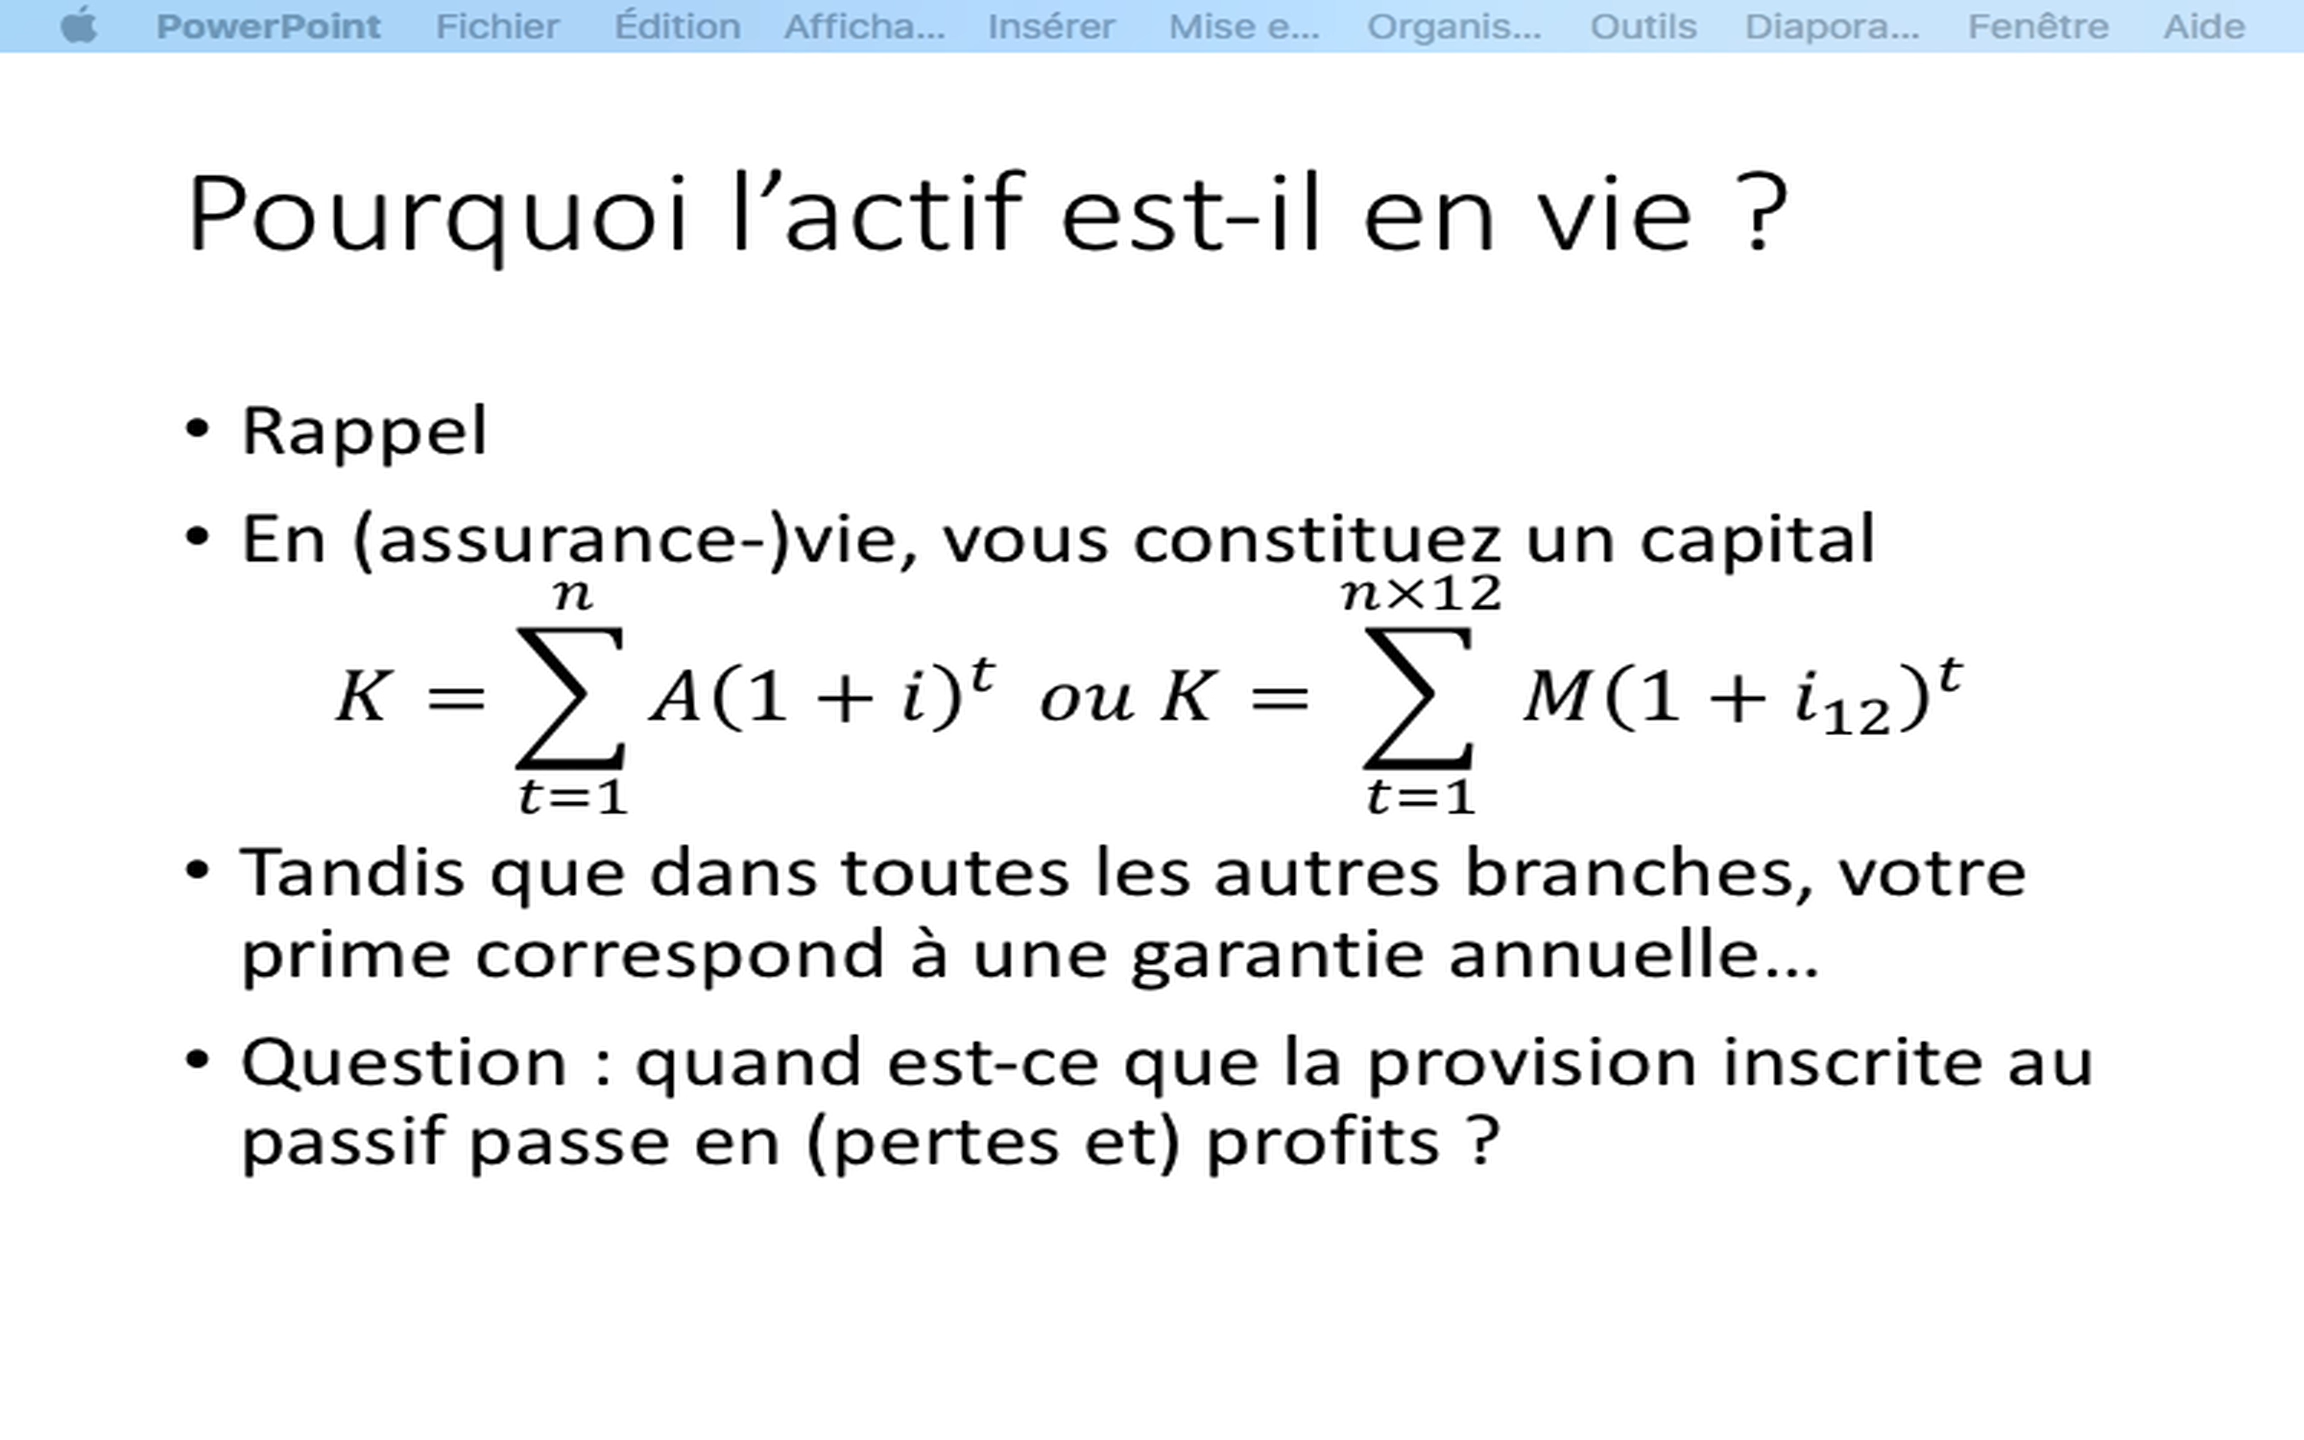 PowerPoint Fichier Édition Afficha... Insérer Mise e... Organis... Outils Diapora... Fenêtre Aide
Pourquoi l’actif est-il en vie ?
• Rappel
• En (assurance-)vie, vous constituez un capital
K = ∑_{t=1}^{n} A(1 + i)^t ou K = ∑_{t=1}^{n×12} M(1 + i_{12})^t
• Tandis que dans toutes les autres branches, votre
prime correspond à une garantie annuelle...
• Question : quand est-ce que la provision inscrite au
passif passe en (pertes et) profits ?